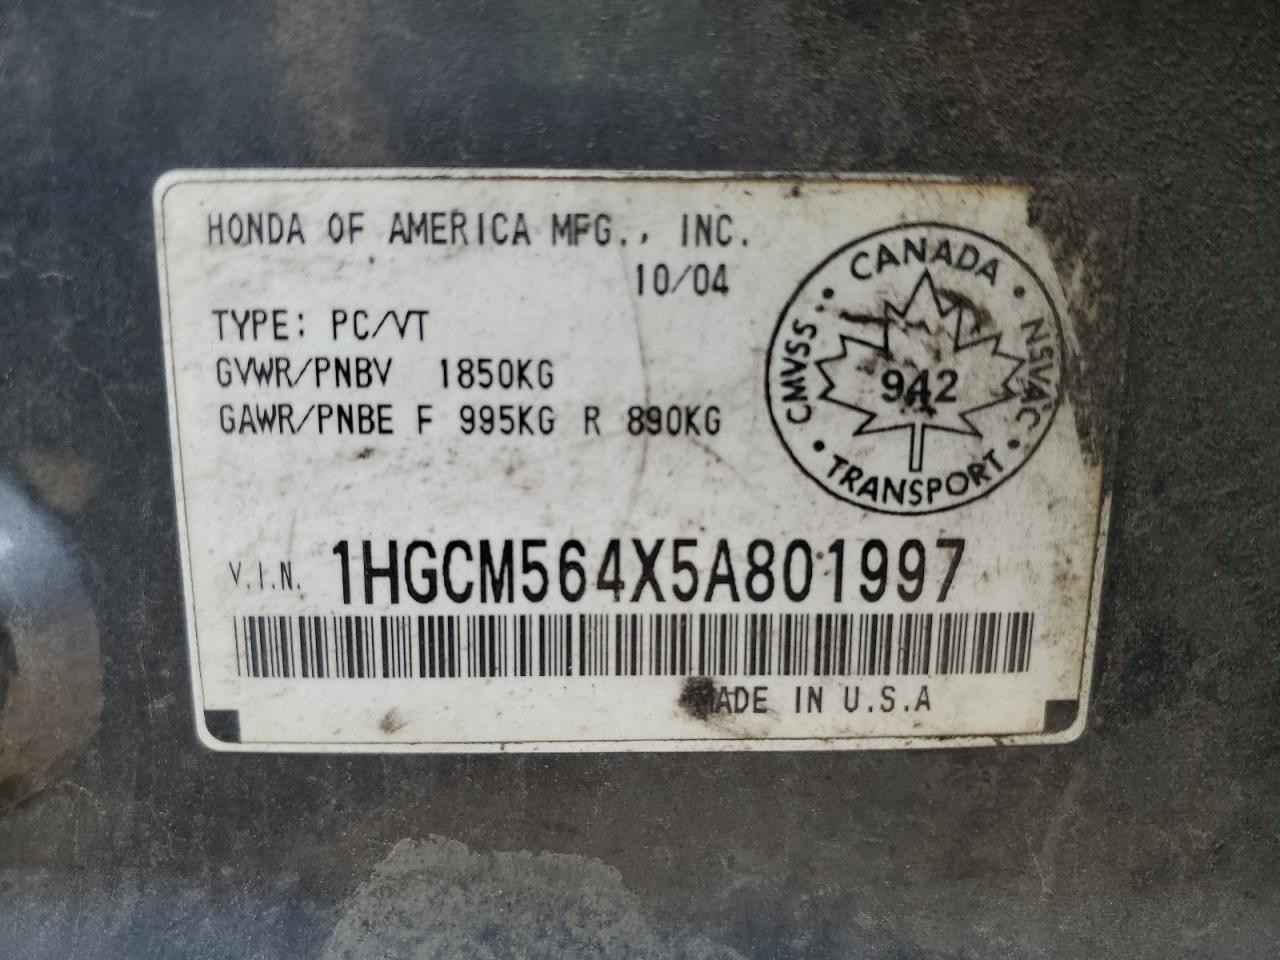 HONDA OF AMERICA MFG., INC.
10/04
TYPE: PC/VT
GVWR/PNBV 1850KG
GAWR/PNBE F 995KG R 890KG
CANADA
CMVSS
942
NSVAC
TRANSPORT
V.I.N. 1HGCM564X5A801997
MADE IN U.S.A